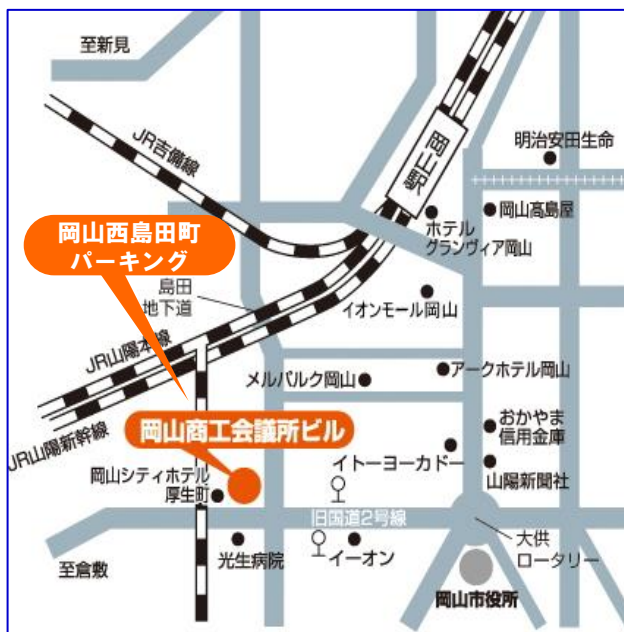 至新見
JR吉備線
岡山駅
明治安田生命
岡山髙島屋
ホテル
グランヴィア岡山
岡山西島田町
パーキング
島田
地下道
イオンモール岡山
JR山陽本線
アークホテル岡山
メルパルク岡山
JR山陽新幹線
岡山商工会議所ビル
おかやま
信用金庫
イトーヨーカドー
岡山シティホテル
厚生町
山陽新聞社
旧国道2号線
大供
ロータリー
光生病院
イーオン
至倉敷
岡山市役所